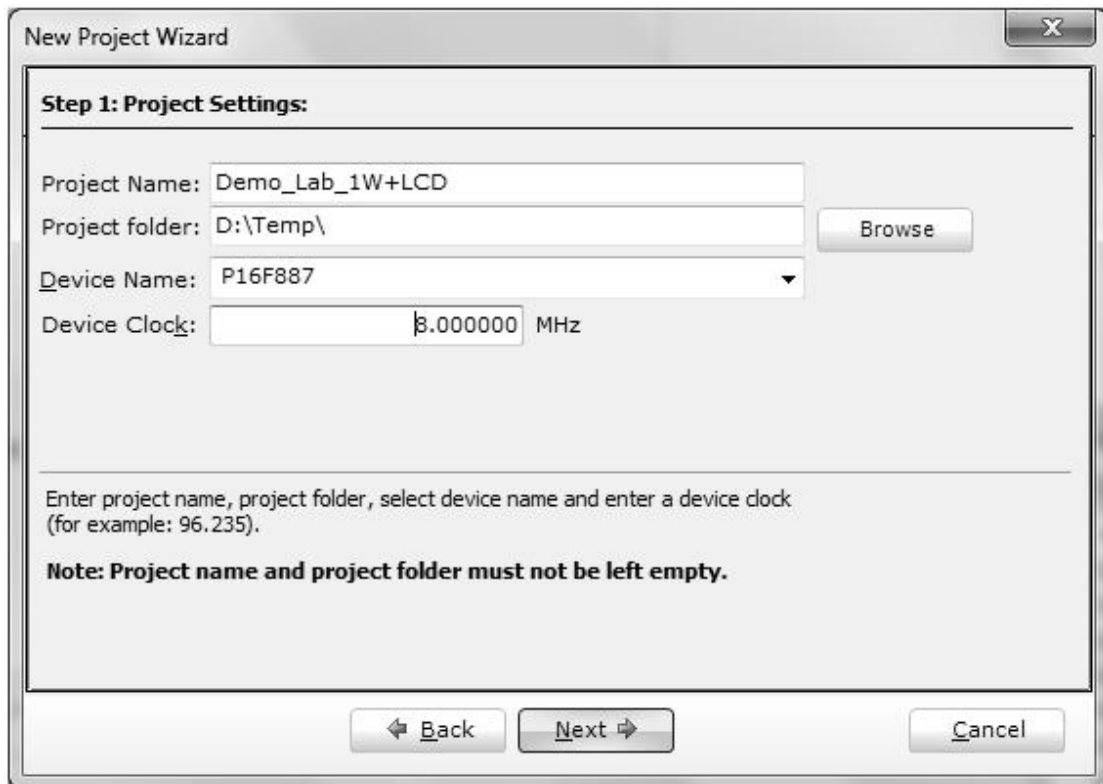 New Project Wizard
Step 1: Project Settings:
Project Name: Demo_Lab_1W+LCD
Project folder: D:\Temp\ Browse
Device Name: P16F887
Device Clock: 8.000000 MHz
Enter project name, project folder, select device name and enter a device clock
(for example: 96.235).
Note: Project name and project folder must not be left empty.
Back Next Cancel